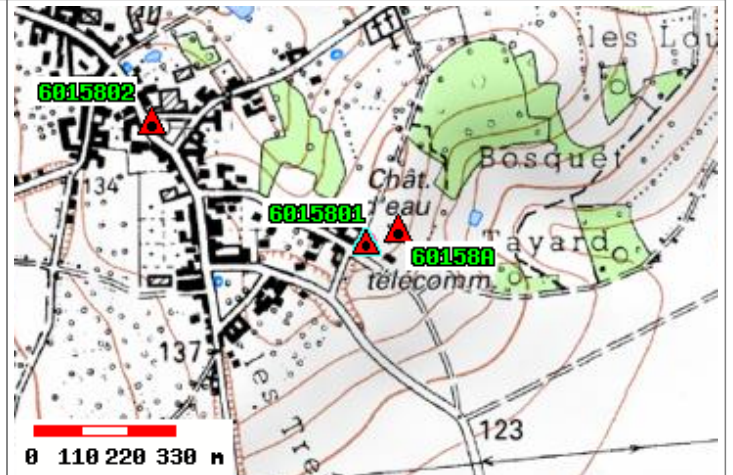 les Lou
6015802
134
Bosquet
Chât.
d'eau
6015801
60158A
Tayard
télécomm.
137
les Tre
123
0 110 220 330 m